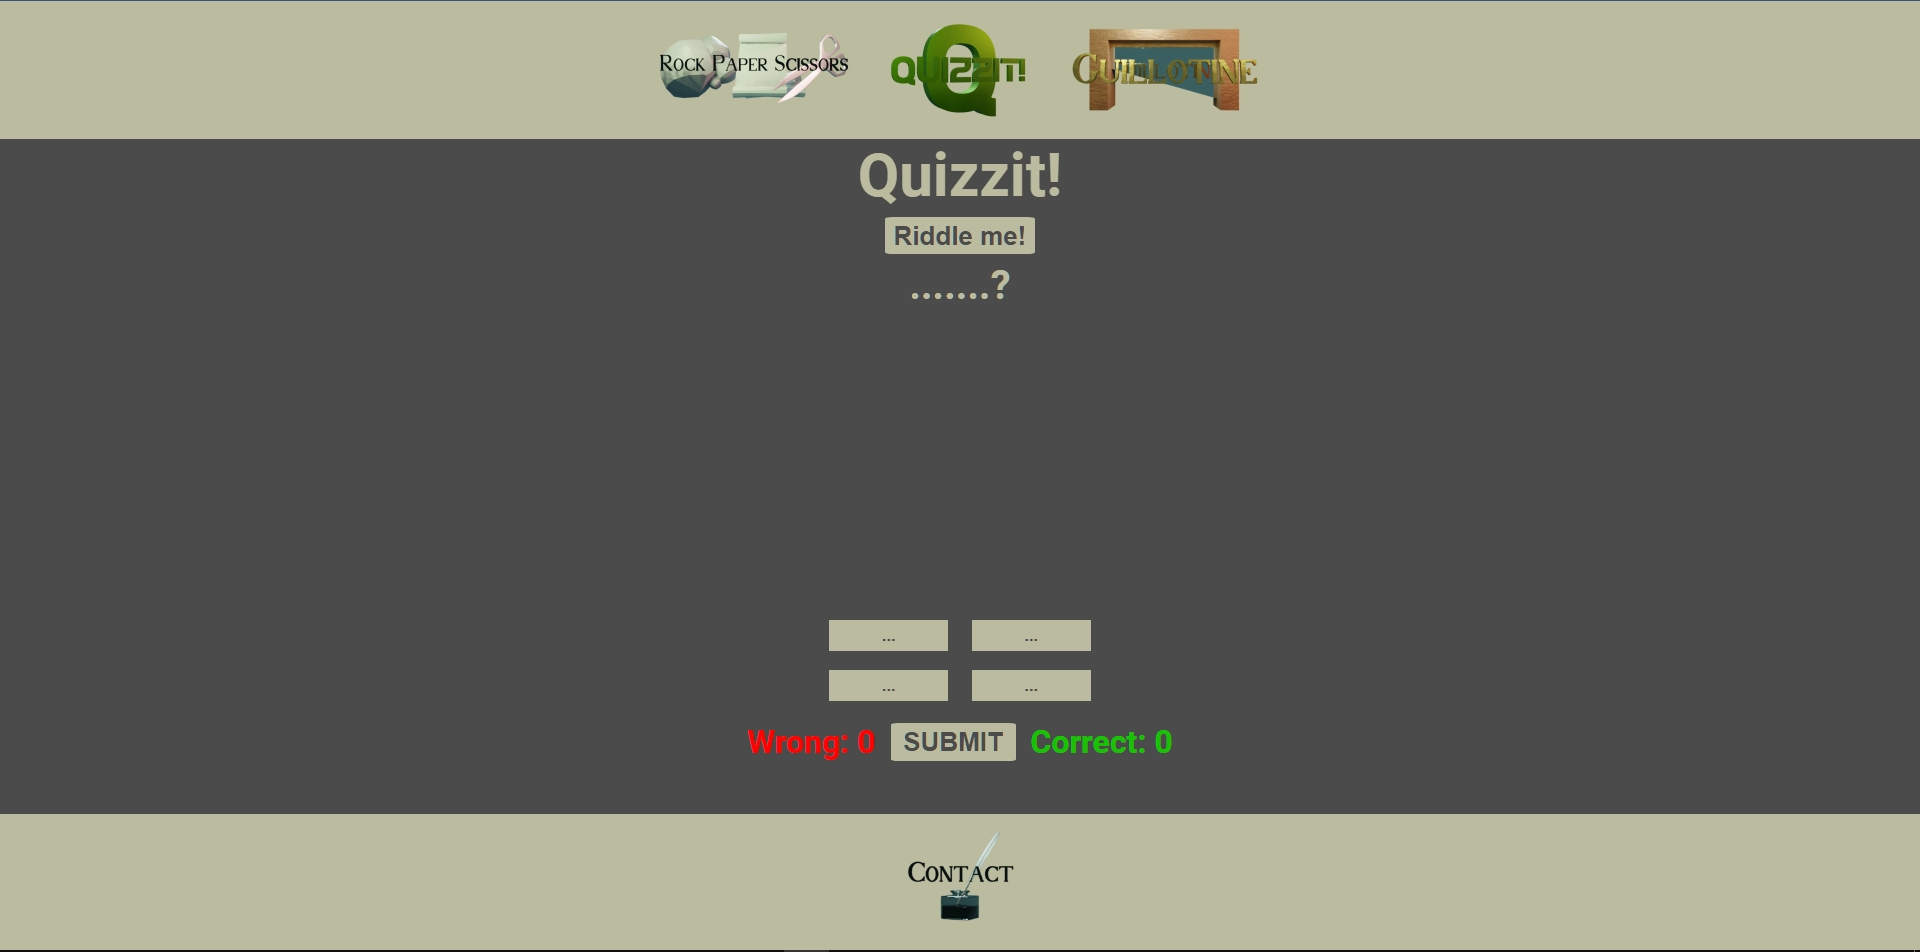 Rock Paper Scissors
QUIZZIT!
Q
Guillotine
Quizzit!
Riddle me!
.......?
... ...
... ...
Wrong: 0 SUBMIT Correct: 0
Contact